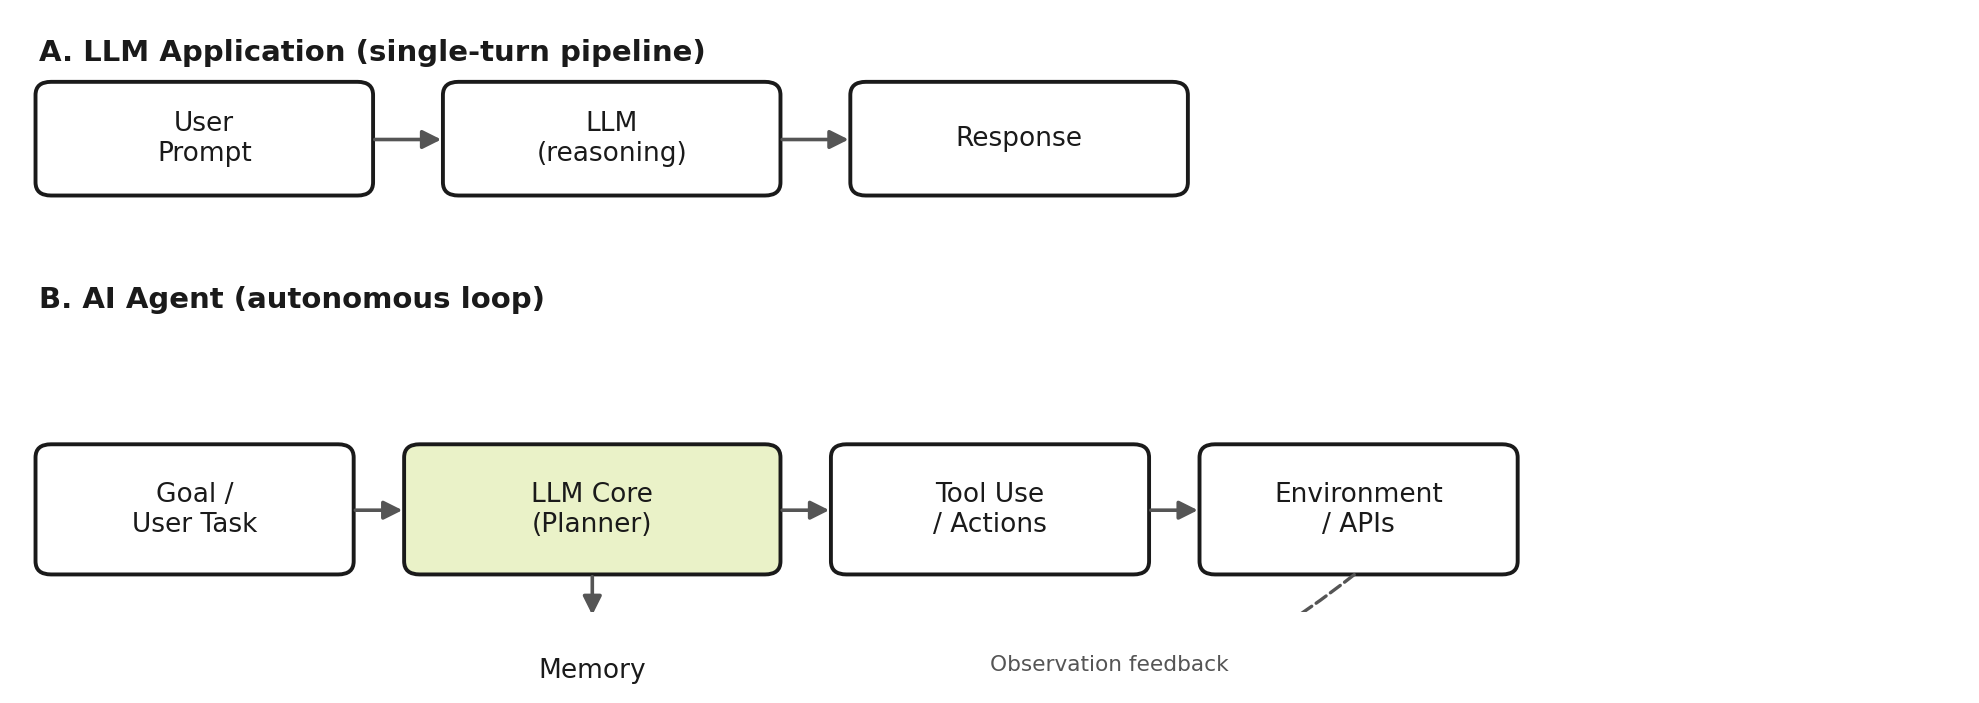 A. LLM Application (single-turn pipeline)
User
Prompt
LLM
(reasoning)
Response
B. AI Agent (autonomous loop)
Goal /
User Task
LLM Core
(Planner)
Tool Use
/ Actions
Environment
/ APIs
Memory
Observation feedback